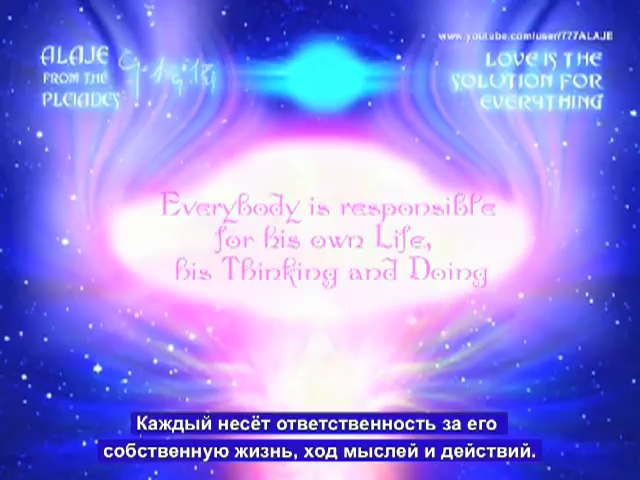 www.youtube.com/user/T77ALAJE
ALAJE
FROM THE
PLEIADES
LOVE IS THE
SOLUTION FOR
EVERYTHING
Everybody is responsible
for his own Life,
his Thinking and Doing
Каждый несёт ответственность за его
собственную жизнь, ход мыслей и действий.